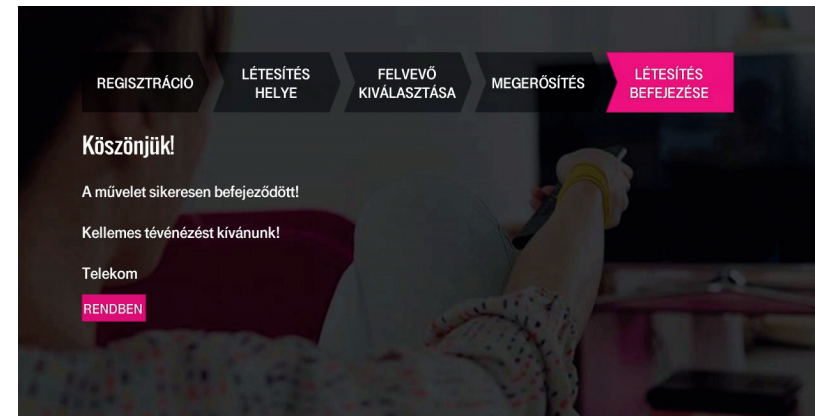 REGISZTRÁCIÓ
LÉTESÍTÉS
HELYE
FELVEVŐ
KIVÁLASZTÁSA
MEGERŐSÍTÉS
LÉTESÍTÉS
BEFEJEZÉSE
Köszönjük!
A művelet sikeresen befejeződött!
Kellemes tévénézést kívánunk!
Telekom
RENDBEN